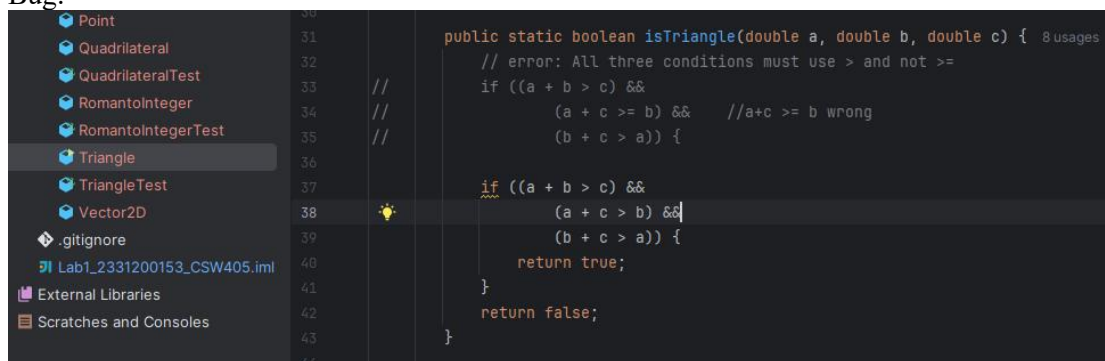 Bug:
Point
Quadrilateral
QuadrilateralTest
RomantoInteger
RomantoIntegerTest
Triangle
TriangleTest
Vector2D
.gitignore
Lab1_2331200153_CSW405.iml
External Libraries
Scratches and Consoles
30
31 public static boolean isTriangle(double a, double b, double c) { 8 usages
32 // error: All three conditions must use > and not >=
33 // if ((a + b > c) &&
34 // (a + c >= b) && //a+c >= b wrong
35 // (b + c > a)) {
36
37 if ((a + b > c) &&
38 (a + c > b) &&
39 (b + c > a)) {
40 return true;
41 }
42 return false;
43 }